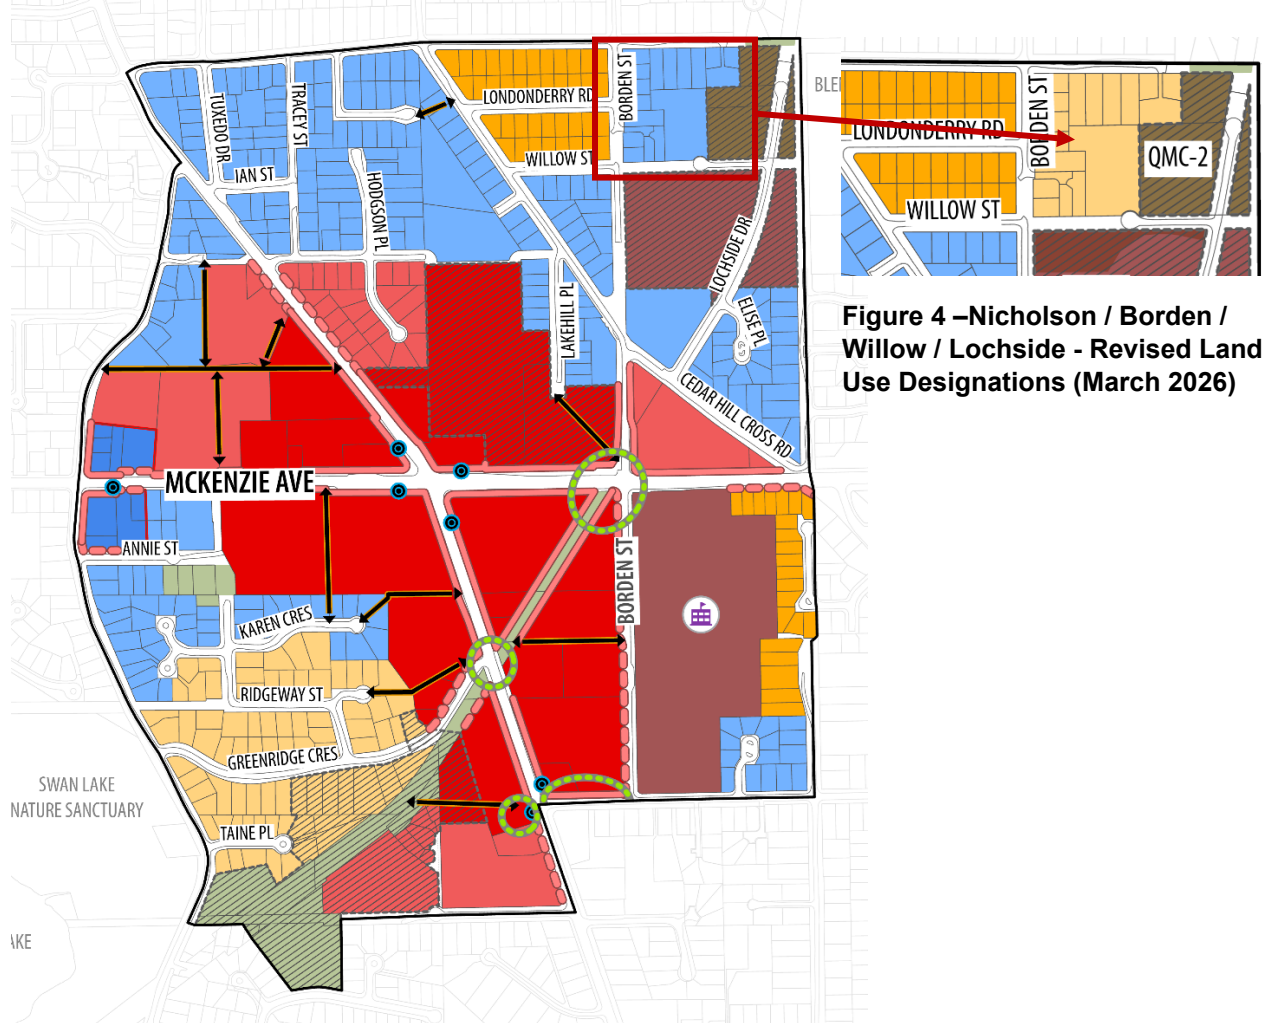 TUXEDO DR
TRACEY ST
IAN ST
HODGSON PL
LONDONDERRY RD
BORDEN ST
WILLOW ST
LAKEHILL PL
LOCHSIDE DR
ELISE PL
CEDAR HILL CROSS RD
MCKENZIE AVE
ANNIE ST
BORDEN ST
KAREN CRES
RIDGEWAY ST
GREENRIDGE CRES
SWAN LAKE
NATURE SANCTUARY
TAINE PL
AKE
BLE
LONDONDERRY RD
BORDEN ST
QMC-2
WILLOW ST
Figure 4 –Nicholson / Borden /
Willow / Lochside - Revised Land
Use Designations (March 2026)